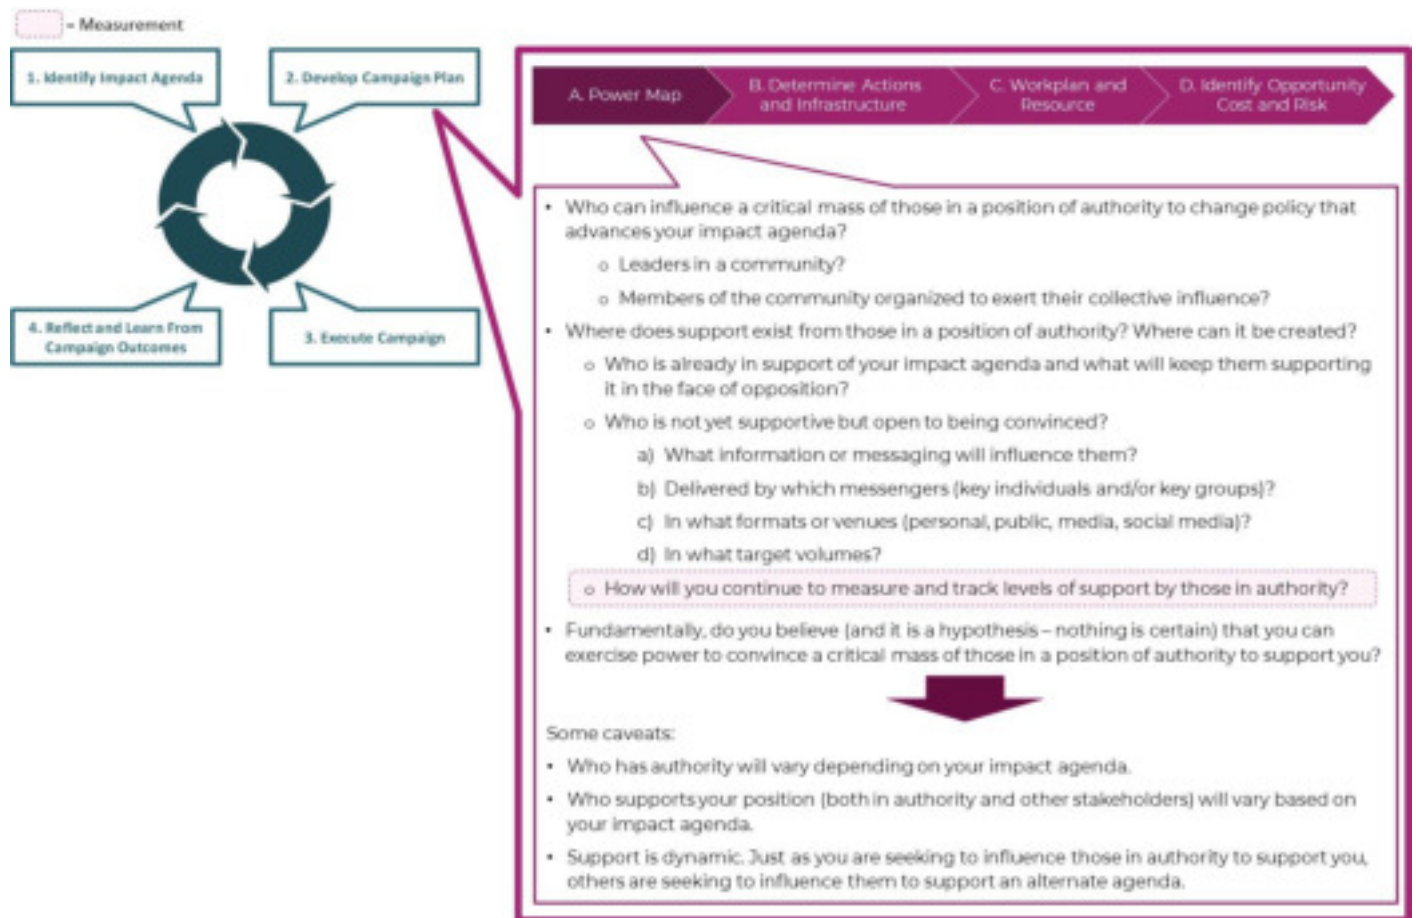 = Measurement
1. Identify Impact Agenda
2. Develop Campaign Plan
4. Reflect and Learn From
Campaign Outcomes
3. Execute Campaign
A. Power Map
B. Determine Actions
and Infrastructure
C. Workplan and
Resource
D. Identify Opportunity
Cost and Risk
• Who can influence a critical mass of those in a position of authority to change policy that
advances your impact agenda?
o Leaders in a community?
o Members of the community organized to exert their collective influence?
• Where does support exist from those in a position of authority? Where can it be created?
o Who is already in support of your impact agenda and what will keep them supporting
it in the face of opposition?
o Who is not yet supportive but open to being convinced?
a) What information or messaging will influence them?
b) Delivered by which messengers (key individuals and/or key groups)?
c) In what formats or venues (personal, public, media, social media)?
d) In what target volumes?
o How will you continue to measure and track levels of support by those in authority?
• Fundamentally, do you believe (and it is a hypothesis – nothing is certain) that you can
exercise power to convince a critical mass of those in a position of authority to support you?
Some caveats:
• Who has authority will vary depending on your impact agenda.
• Who supports your position (both in authority and other stakeholders) will vary based on
your impact agenda.
• Support is dynamic. Just as you are seeking to influence those in authority to support you,
others are seeking to influence them to support an alternate agenda.